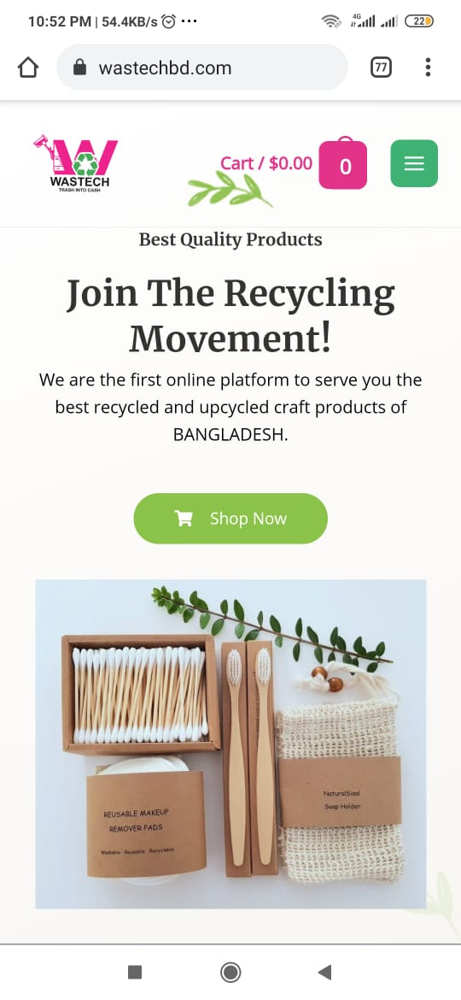 10:52 PM | 54.4KB/s ...
4G
22
wastechbd.com
77
WASTECH
TRASH INTO CASH
Cart / $0.00
0
Best Quality Products
Join The Recycling
Movement!
We are the first online platform to serve you the
best recycled and upcycled craft products of
BANGLADESH.
Shop Now
REUSABLE MAKEUP
REMOVER PADS
Washable Reusable Recyclable
NaturalSisal
Soap Holder